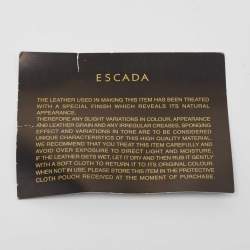 ESCADA
THE LEATHER USED IN MAKING THIS ITEM HAS BEEN TREATED
WITH A SPECIAL FINISH WHICH REVEALS ITS NATURAL
APPEARANCE.
THEREFORE ANY SLIGHT VARIATIONS IN COLOUR, APPEARANCE
AND LEATHER GRAIN AND ANY IRREGULAR CREASES, SPONGING
EFFECT AND VARIATIONS IN TONE ARE TO BE CONSIDERED
UNIQUE CHARACTERISTICS OF THIS HIGH QUALITY MATERIAL.
WE RECOMMEND THAT YOU TREAT THIS ITEM CAREFULLY AND
AVOID OVER EXPOSURE TO DIRECT LIGHT AND MOISTURE.
IF THE LEATHER GETS WET, LET IT DRY AND THEN RUB IT GENTLY
WITH A SOFT CLOTH TO RETURN IT TO ITS ORIGINAL COLOUR.
WHEN NOT IN USE, PLEASE STORE THIS ITEM IN THE PROTECTIVE
CLOTH POUCH RECEIVED AT THE MOMENT OF PURCHASE.